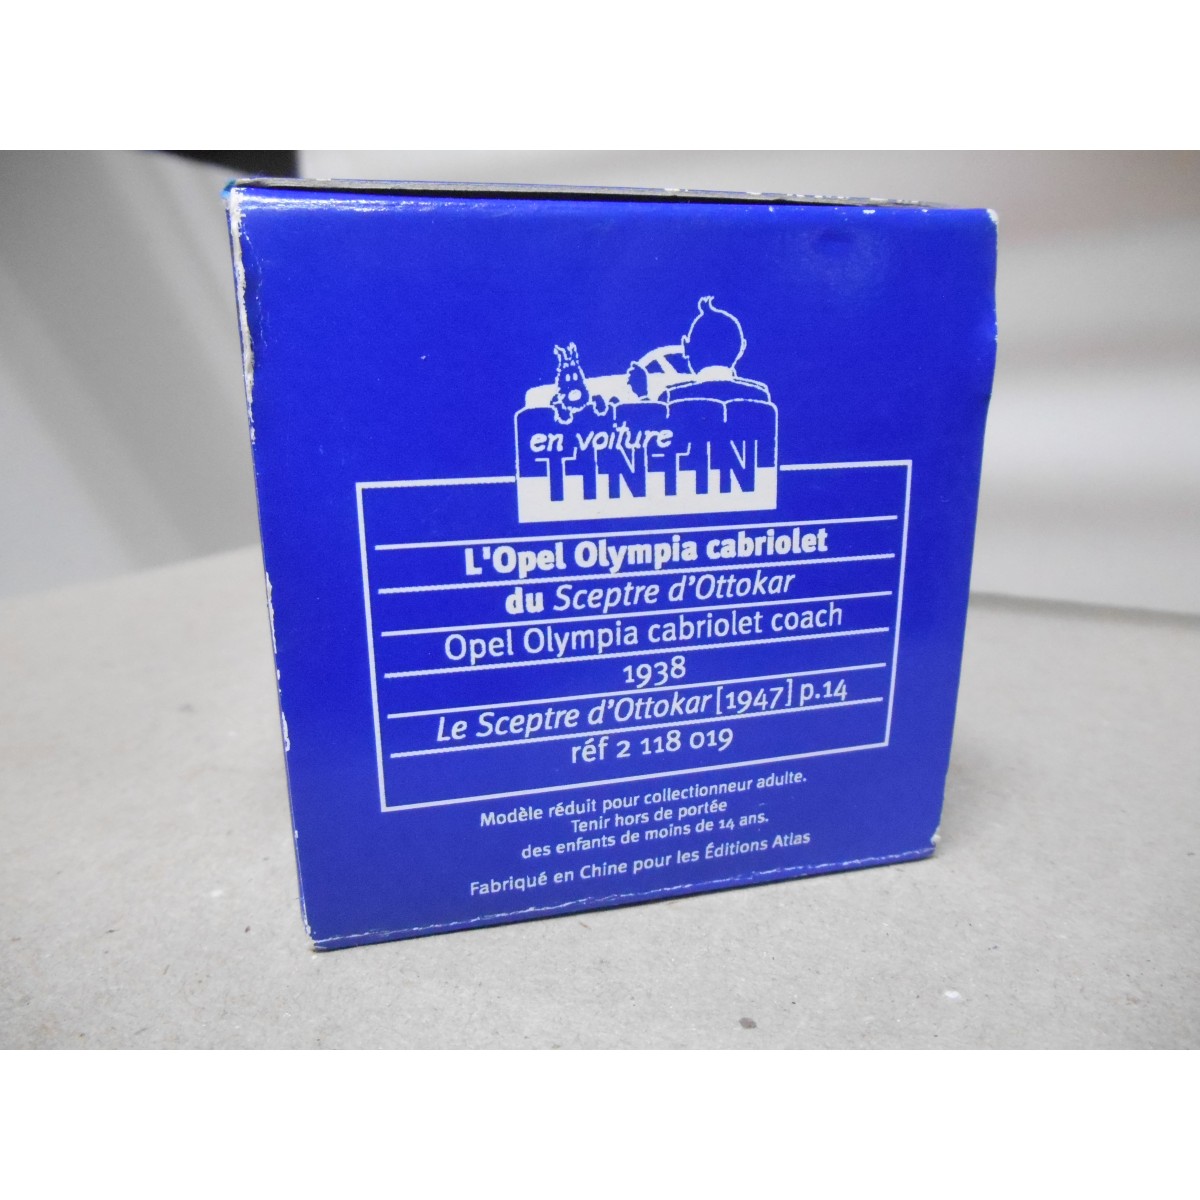 en voiture
TINTIN
L'Opel Olympia cabriolet
du Sceptre d'Ottokar
Opel Olympia cabriolet coach
1938
Le Sceptre d'Ottokar [1947] p.14
réf 2 118 019
Modèle réduit pour collectionneur adulte.
Tenir hors de portée
des enfants de moins de 14 ans.
Fabriqué en Chine pour les Éditions Atlas